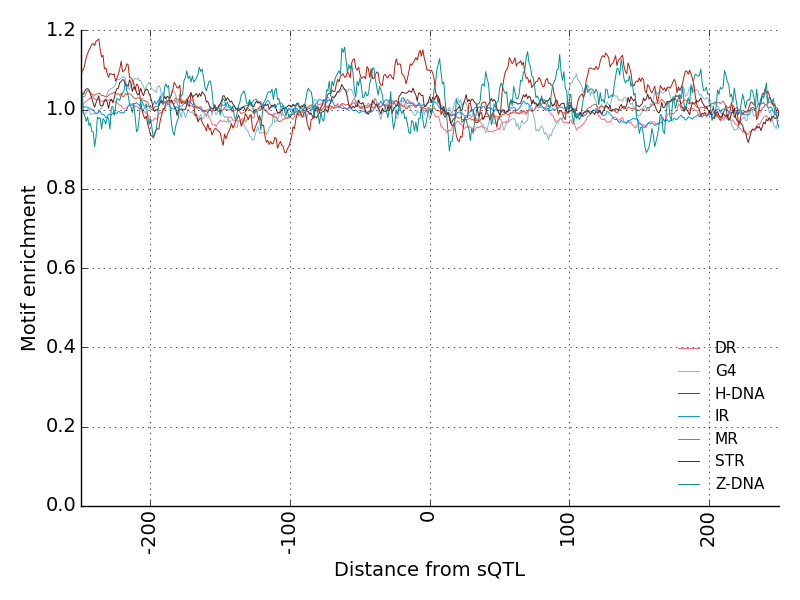 1.2
1.0
0.8
0.6
0.4
0.2
0.0
Motif enrichment
-200
-100
0
100
200
Distance from sQTL
DR
G4
H-DNA
IR
MR
STR
Z-DNA